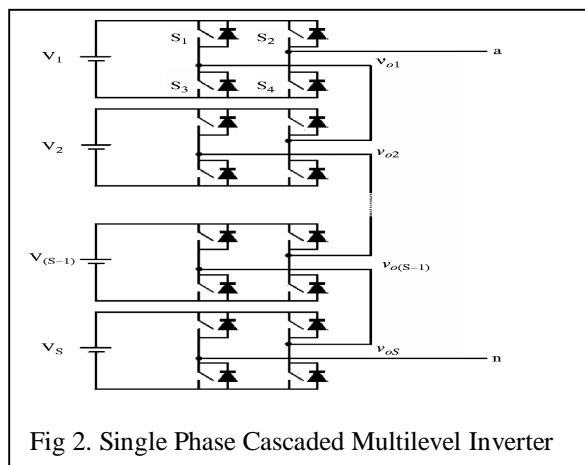 S₁ S₂
V₁ a
vₒ₁
S₃ S₄
V₂ vₒ₂
V₍S₋₁₎ vₒ₍S₋₁₎
V_S vₒS
n
Fig 2. Single Phase Cascaded Multilevel Inverter